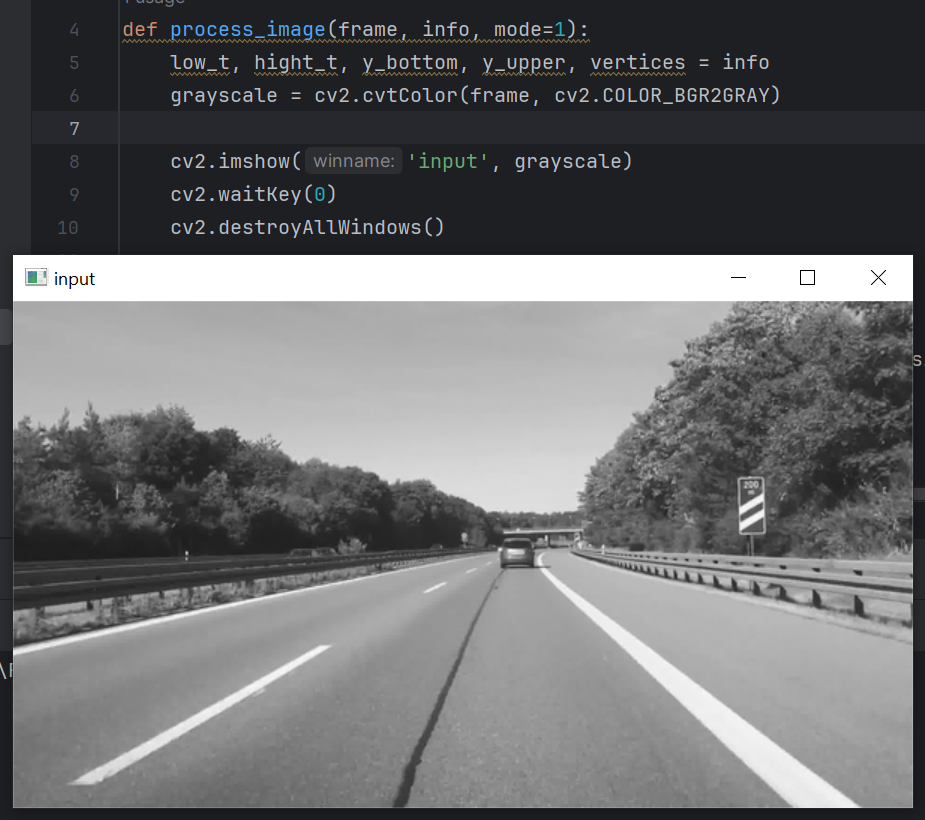 4 def process_image(frame, info, mode=1):
5 low_t, hight_t, y_bottom, y_upper, vertices = info
6 grayscale = cv2.cvtColor(frame, cv2.COLOR_BGR2GRAY)
7
8 cv2.imshow( winname: 'input', grayscale)
9 cv2.waitKey(0)
10 cv2.destroyAllWindows()
input
200